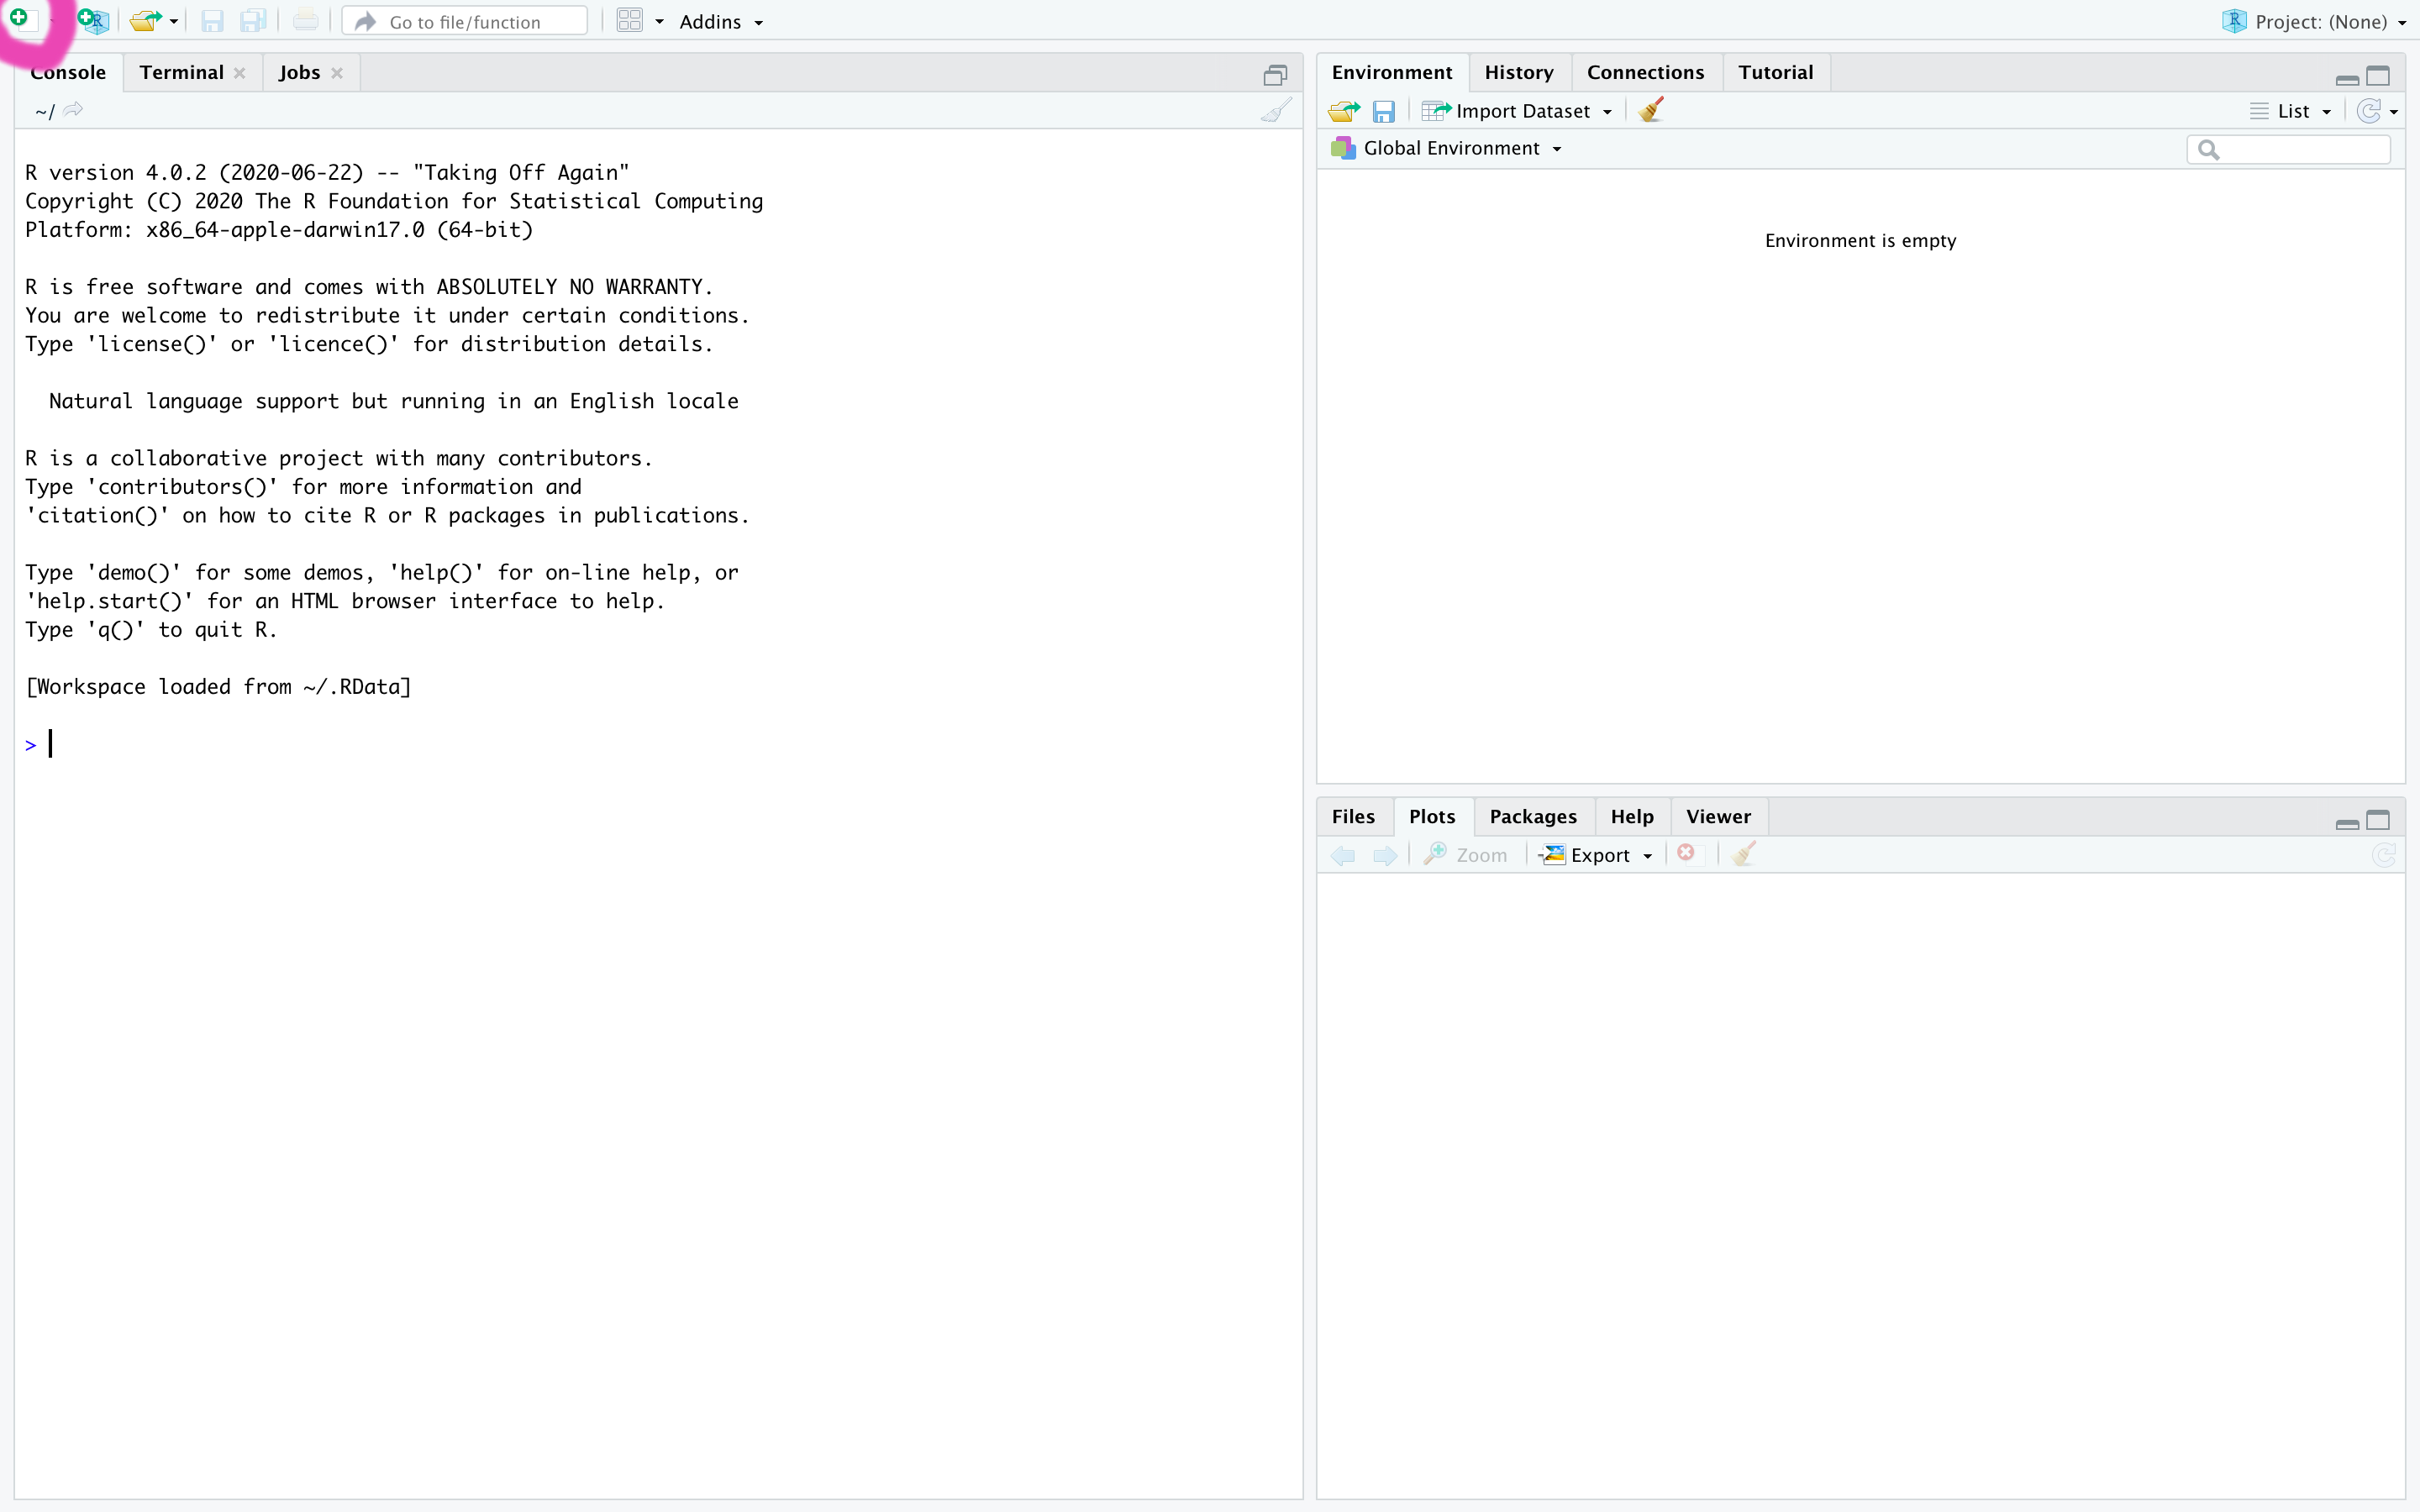 Go to file/function
Addins
Project: (None)
Console Terminal Jobs
~/
R version 4.0.2 (2020-06-22) -- "Taking Off Again"
Copyright (C) 2020 The R Foundation for Statistical Computing
Platform: x86_64-apple-darwin17.0 (64-bit)
R is free software and comes with ABSOLUTELY NO WARRANTY.
You are welcome to redistribute it under certain conditions.
Type 'license()' or 'licence()' for distribution details.
Natural language support but running in an English locale
R is a collaborative project with many contributors.
Type 'contributors()' for more information and
'citation()' on how to cite R or R packages in publications.
Type 'demo()' for some demos, 'help()' for on-line help, or
'help.start()' for an HTML browser interface to help.
Type 'q()' to quit R.
[Workspace loaded from ~/.RData]
>
Environment History Connections Tutorial
Import Dataset List
Global Environment
Environment is empty
Files Plots Packages Help Viewer
Zoom Export